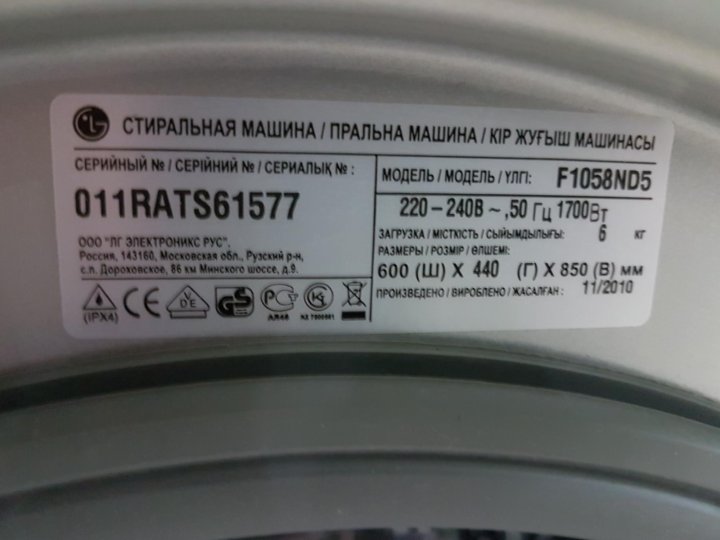 LG СТИРАЛЬНАЯ МАШИНА / ПРАЛЬНА МАШИНА / КІР ЖУҒЫШ МАШИНАСЫ
СЕРИЙНЫЙ № / СЕРІЙНИЙ № / СЕРИАЛЫҚ № :
011RATS61577
ООО "ЛГ ЭЛЕКТРОНИКС РУС".
Россия, 143160, Московская обл., Рузский р-н,
с.п. Дороховское, 86 км Минского шоссе, д.9.
(IPX4) CE DE GS РС
АЯ46
МОДЕЛЬ / МОДЕЛЬ / ҮЛГІ: F1058ND5
220 – 240В ~ ,50 Гц 1700Вт
ЗАГРУЗКА / МІСТКІСТЬ / СЫЙЫМДЫЛЫҒЫ: 6 кг
РАЗМЕРЫ / РОЗМІР / ӨЛШЕМІ:
600 (Ш) X 440 (Г) X 850 (В) мм
ПРОИЗВЕДЕНО / ВИРОБЛЕНО / ЖАСАЛҒАН : 11/2010